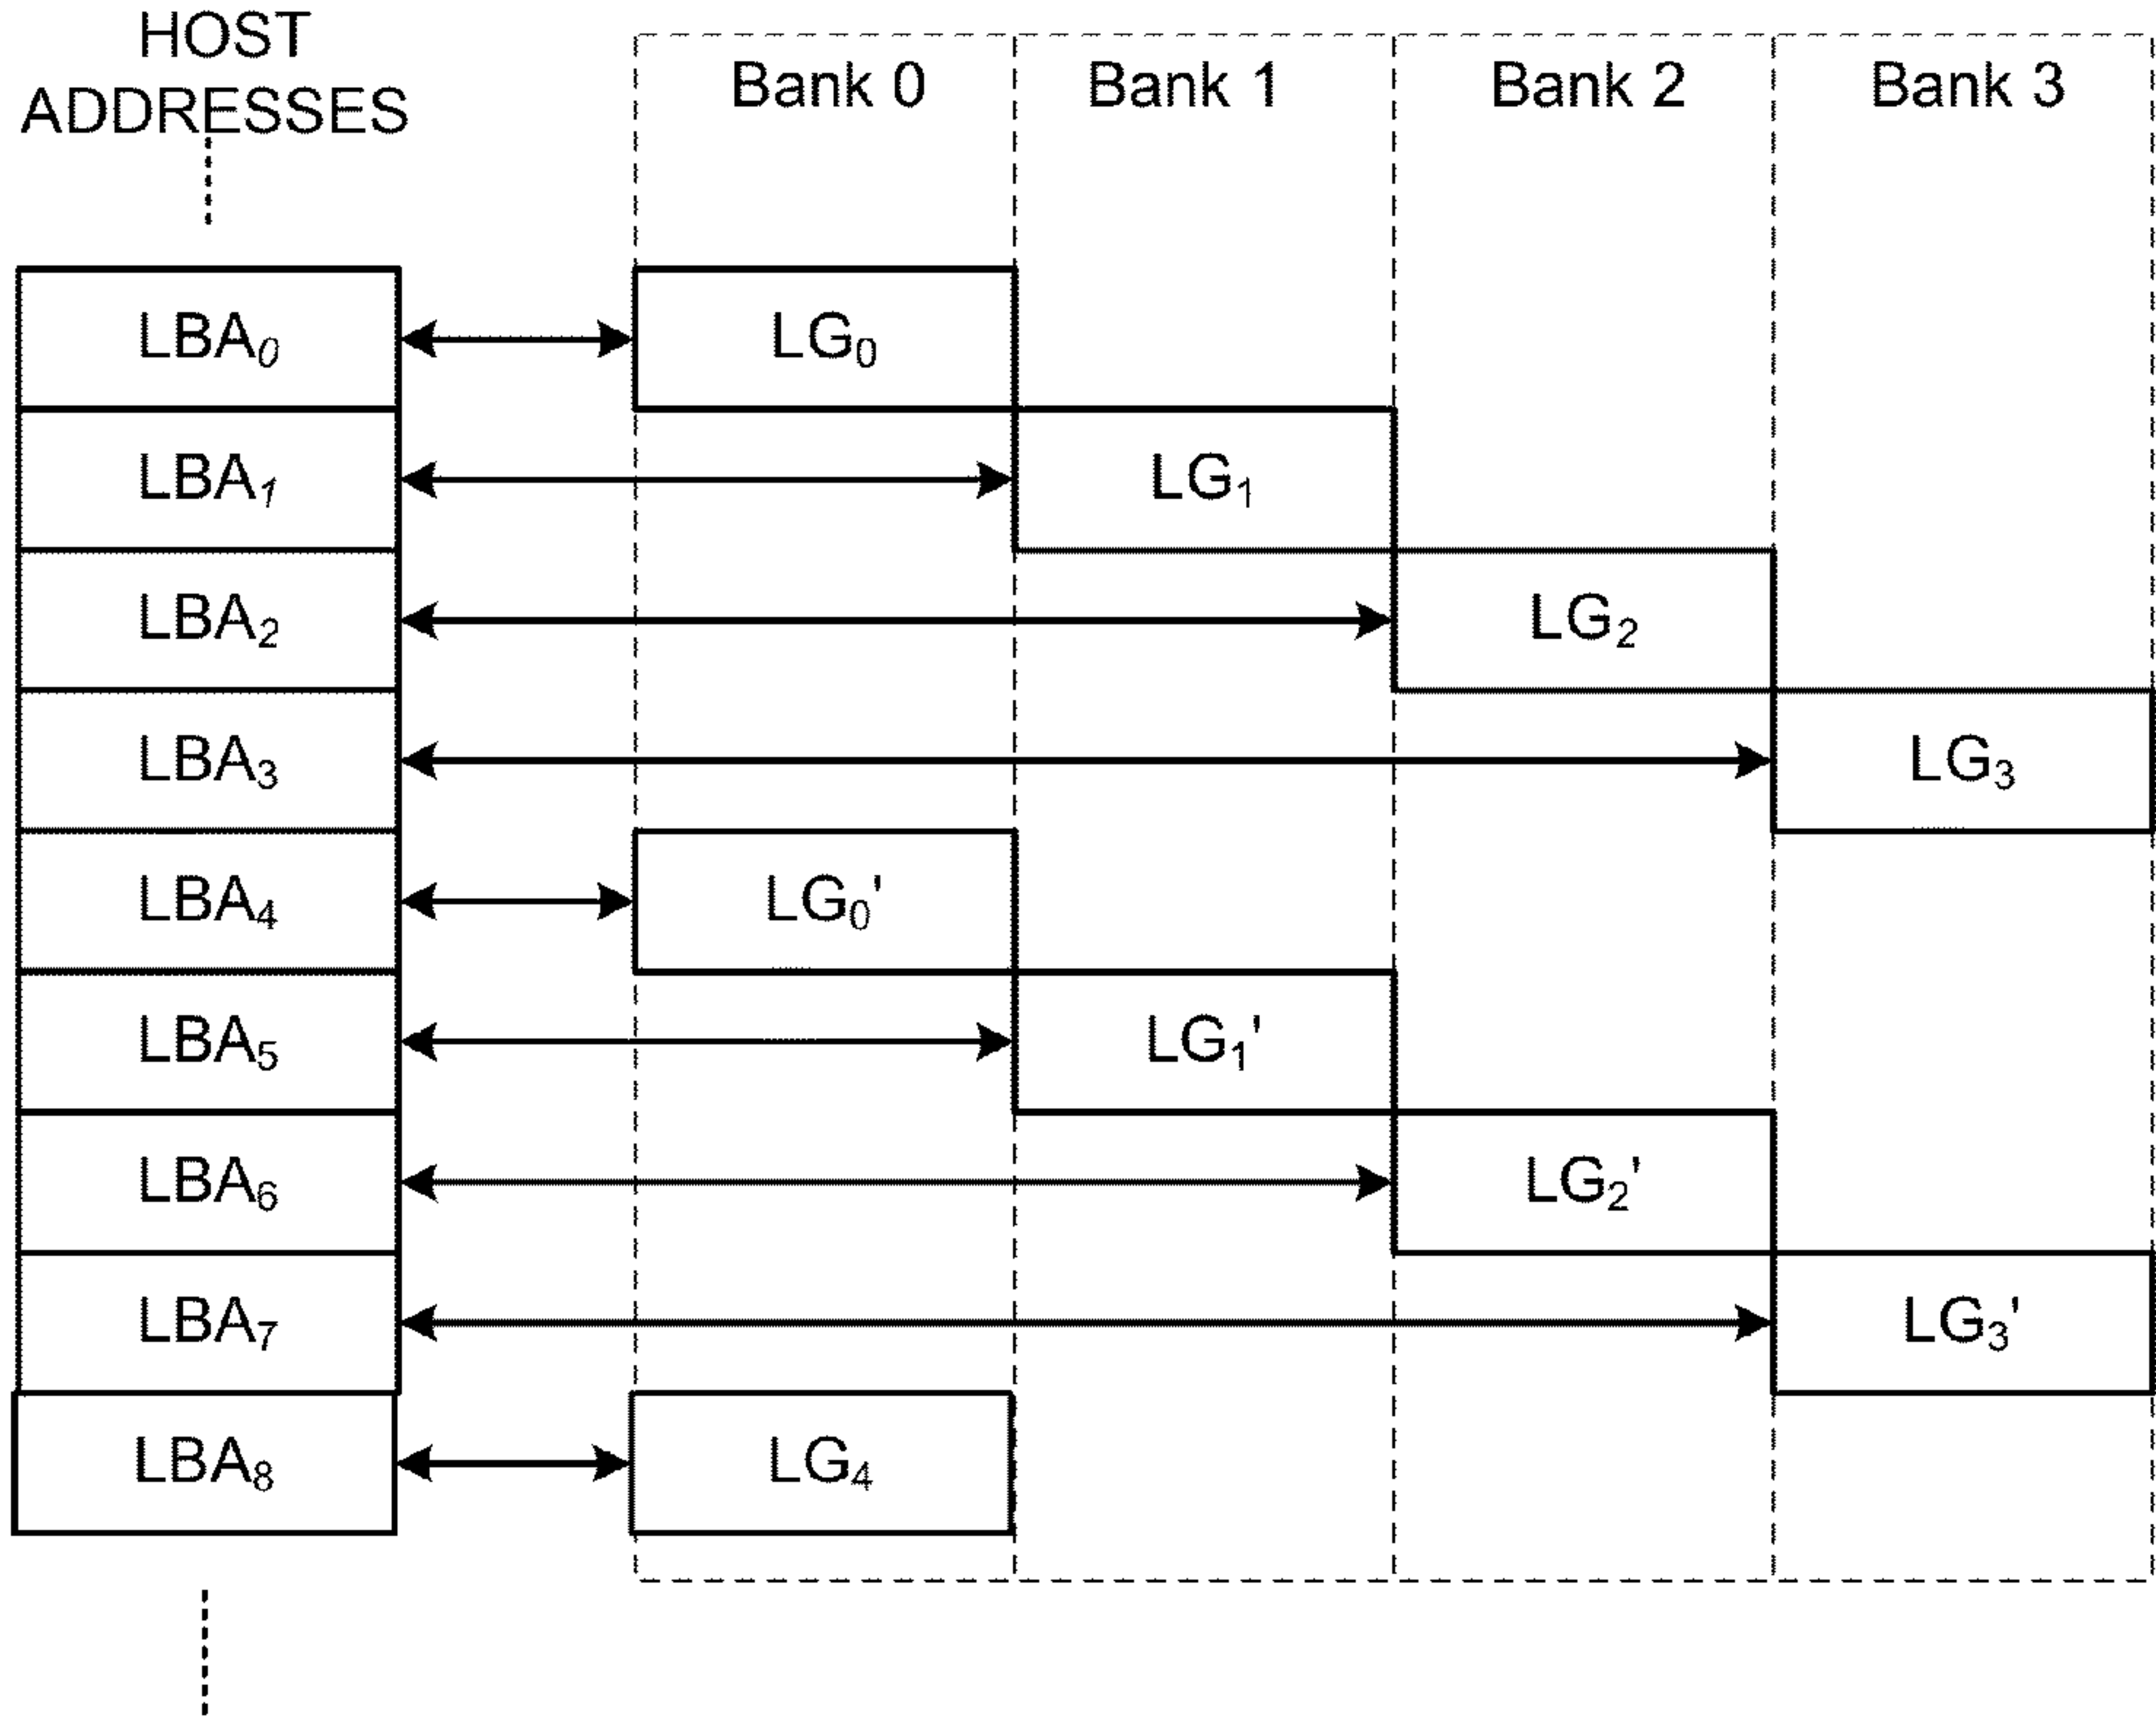 HOST
ADDRESSES
Bank 0 Bank 1 Bank 2 Bank 3
LBA₀ LG₀
LBA₁ LG₁
LBA₂ LG₂
LBA₃ LG₃
LBA₄ LG₀'
LBA₅ LG₁'
LBA₆ LG₂'
LBA₇ LG₃'
LBA₈ LG₄